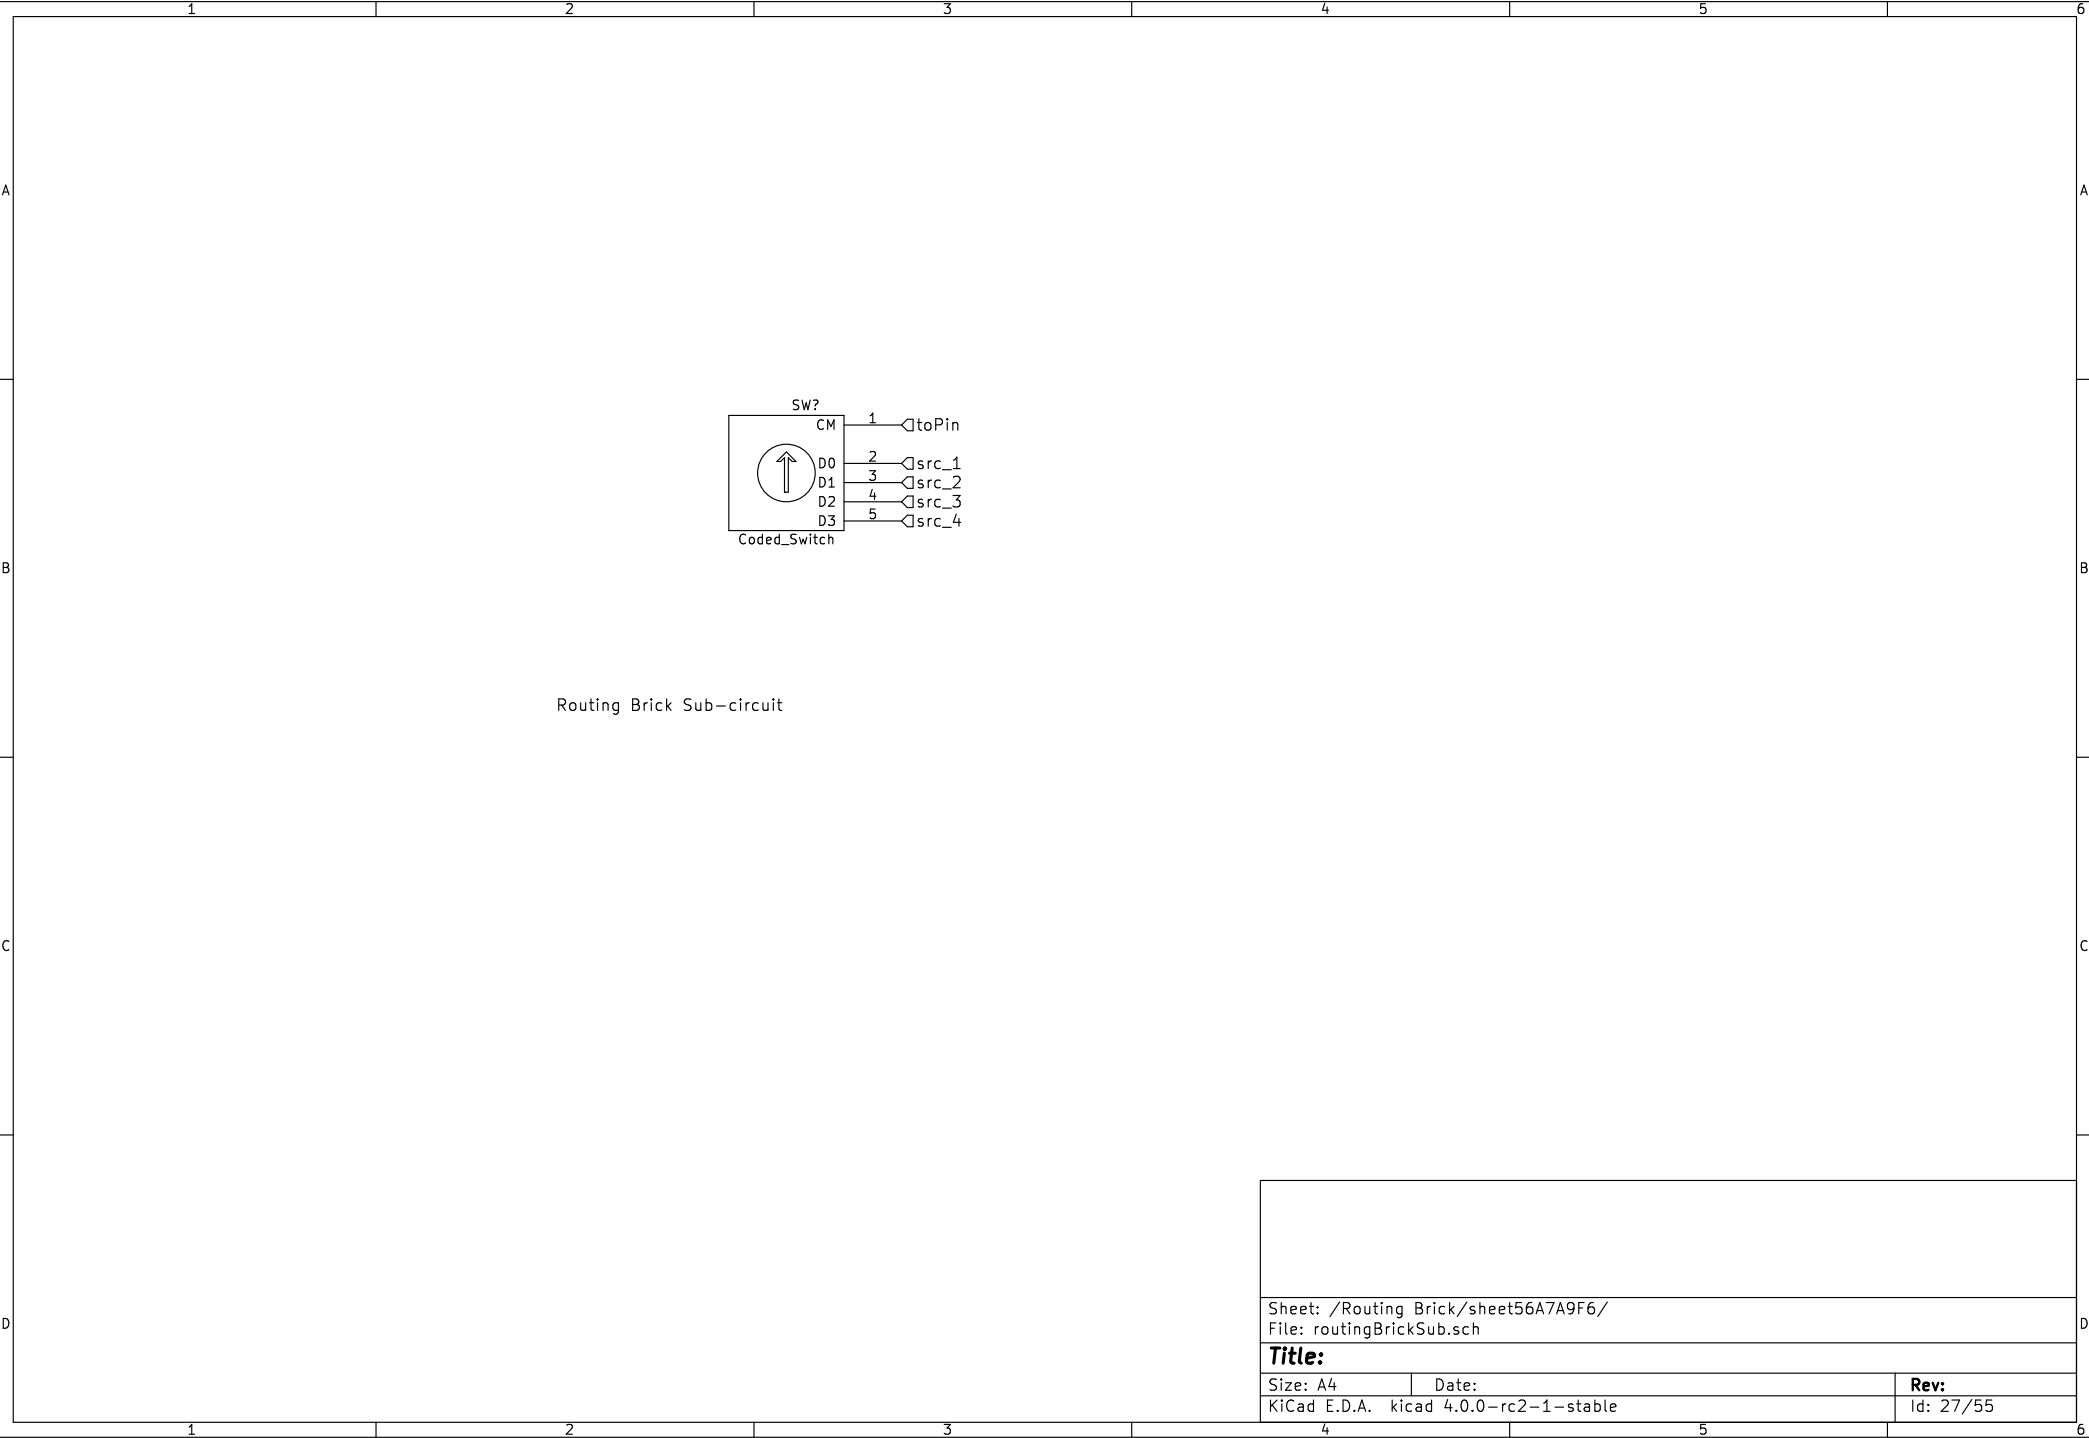 1 2 3 4 5 6
A A
SW?
CM 1 toPin
D0 2 src_1
D1 3 src_2
D2 4 src_3
D3 5 src_4
Coded_Switch
B B
Routing Brick Sub-circuit
C C
Sheet: /Routing Brick/sheet56A7A9F6/
D D
File: routingBrickSub.sch
Title:
Size: A4 Date: Rev:
KiCad E.D.A. kicad 4.0.0-rc2-1-stable Id: 27/55
1 2 3 4 5 6